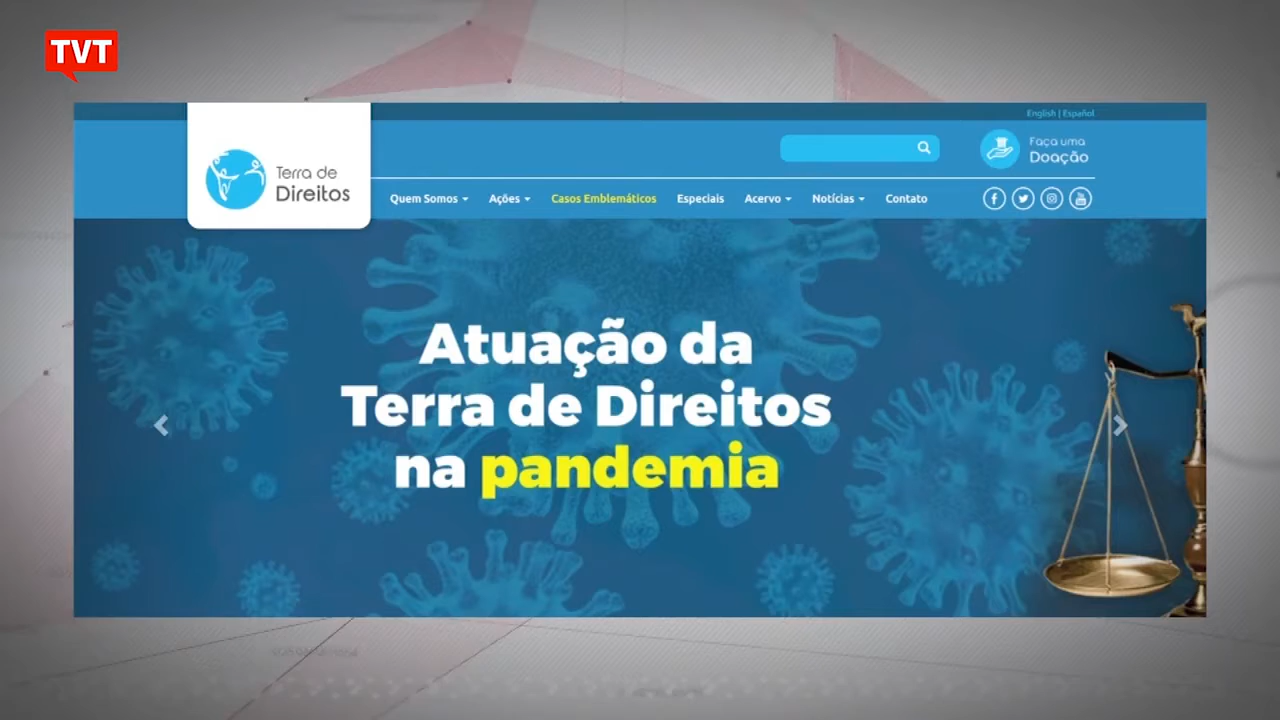 TVT
English | Español
Faça uma
Doação
Terra de
Direitos
Quem Somos
Ações
Casos Emblemáticos
Especiais
Acervo
Notícias
Contato
Atuação da
Terra de Direitos
na pandemia